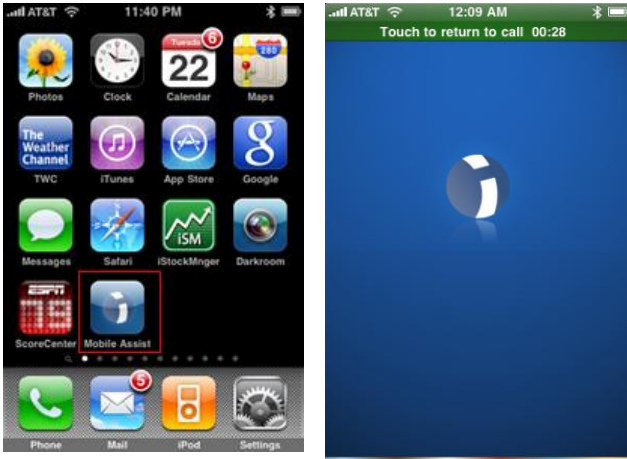 AT&T 11:40 PM
6
Tuesday
22
280
Photos Clock Calendar Maps
The
Weather
Channel
8
TWC iTunes App Store Google
iSM
Messages Safari iStockMnger Darkroom
ESPN
ScoreCenter Mobile Assist
5
Phone Mail iPod Settings
AT&T 12:09 AM
Touch to return to call 00:28